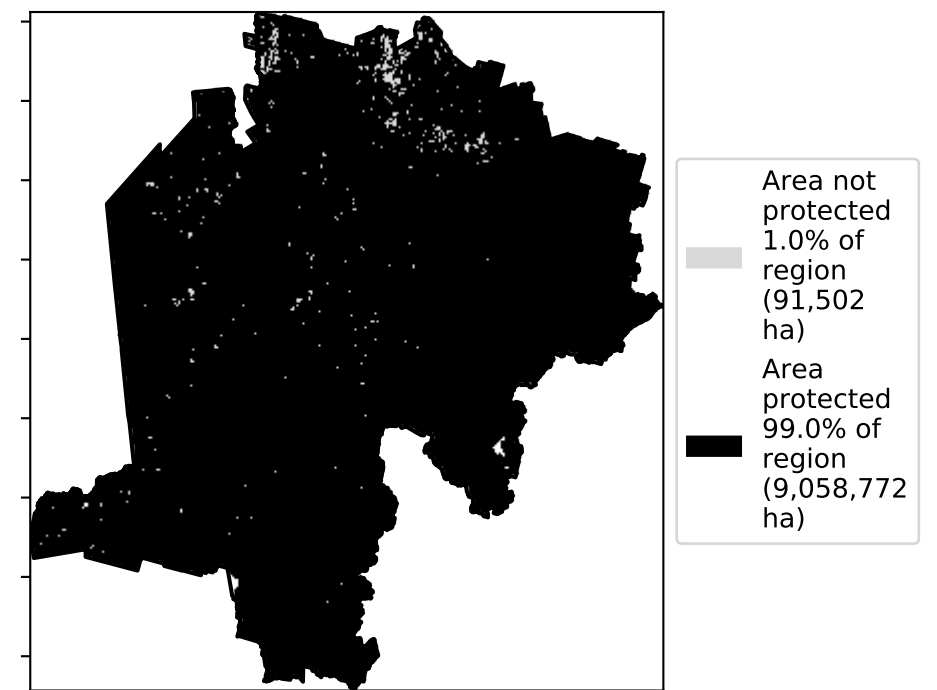 Area not
protected
1.0% of
region
(91,502
ha)
Area
protected
99.0% of
region
(9,058,772
ha)